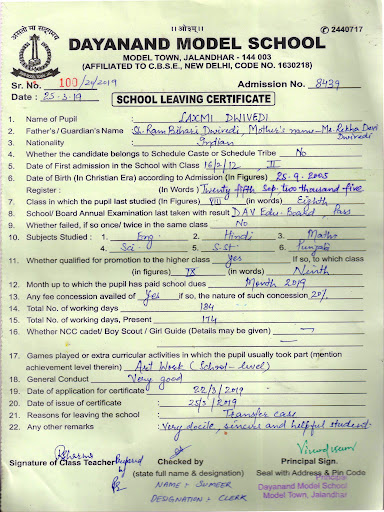 ।। ओ३म् ।।
✆ 2440717
DAYANAND MODEL SCHOOL
MODEL TOWN, JALANDHAR - 144 003
(AFFILIATED TO C.B.S.E., NEW DELHI, CODE NO. 1630218)
Sr. No. 100/2/2019 Admission No. 8439
Date : 25-3-19
SCHOOL LEAVING CERTIFICATE
1. Name of Pupil : LAXMI DWIVEDI
2. Father's / Guardian's Name : Sh. Ram Bihari Dwivedi, Mother's name - Ms. Rekha Devi Dwivedi
3. Nationality : Indian
4. Whether the candidate belongs to Schedule Caste or Schedule Tribe : No
5. Date of First admission in the School with Class 16/2/12, II
6. Date of Birth (In Christian Era) according to Admission (In Figures) 25.9.2005
Register : (In Words) Twenty fifth Sep. two thousand five
7. Class in which the pupil last studied (In Figures) VIII (in words) Eighth
8. School/ Board Annual Examination last taken with result DAV Edu. Board, Pass
9. Whether failed, if so once/ twice in the same class No
10. Subjects Studied : 1. Eng 2. Hindi 3. Maths
4. Sci 5. S.St 6. Punjabi
11. Whether qualified for promotion to the higher class Yes If so, to which class
(in figures) (in words) Ninth
12. Month up to which the pupil has paid school dues March 2019
13. Any fee concession availed of Yes if so, the nature of such concession 20%
14. Total No. of working days 184
15. Total No. of working days, Present 174
16. Whether NCC cadet/ Boy Scout / Girl Guide (Details may be given)
17. Games played or extra curricular activities in which the pupil usually took part (mention
achievement level therein) Art Work (School-level)
18. General Conduct Very good
19. Date of application for certificate : 22/3/2019
20. Date of issue of certificate : 25/3/2019
21. Reasons for leaving the school : Transfer case
22. Any other remarks : Very docile, sincere and helpful student.
Prepared by
Signature of Class Teacher Checked by Principal Sign.
(state full name & designation) Seal with Address & Pin Code
NAME :- SUMEER
DESIGNATION :- CLERK
Principal
Dayanand Model School
Model Town, Jalandhar